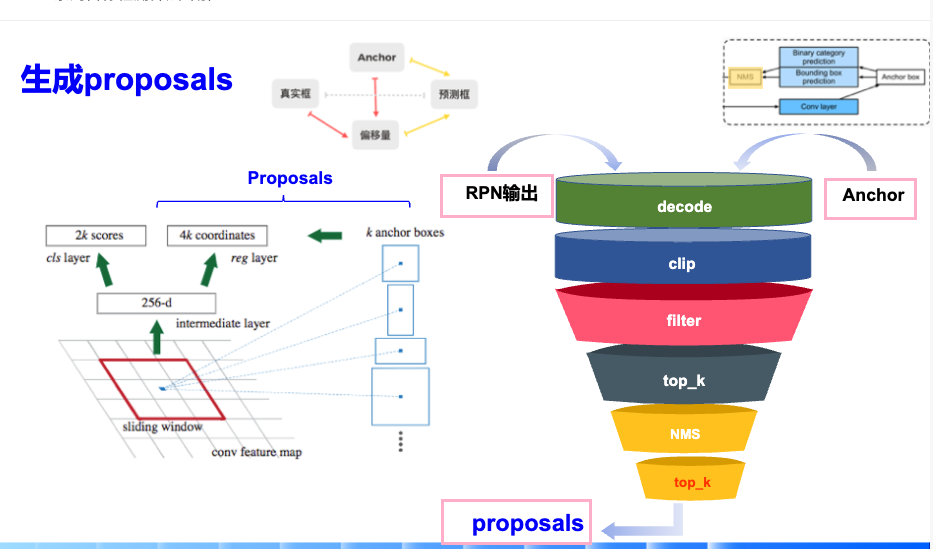 生成proposals
Anchor
真实框
预测框
偏移量
Binary category
prediction
NMS
Bounding box
prediction
Anchor box
Conv layer
Proposals
RPN输出
Anchor
decode
clip
filter
top_k
NMS
top_k
proposals
2k scores
4k coordinates
k anchor boxes
cls layer
reg layer
256-d
intermediate layer
sliding window
conv feature map